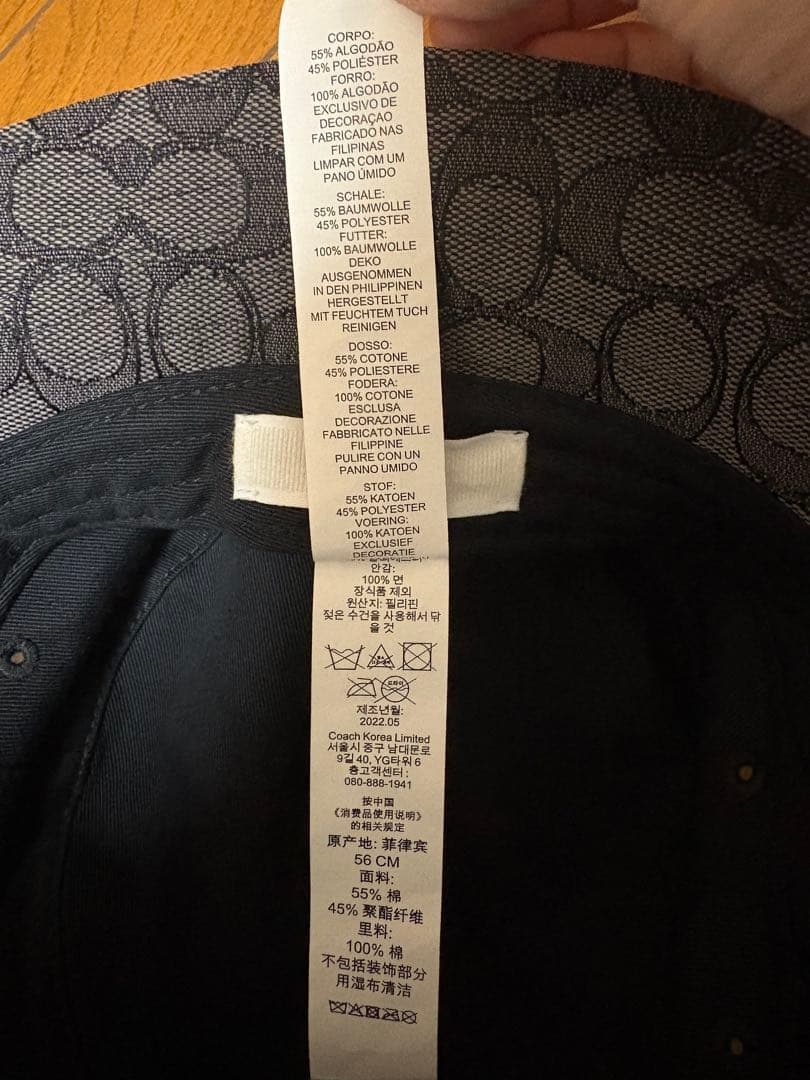 CORPO:
55% ALGODÃO
45% POLIÉSTER
FORRO:
100% ALGODÃO
EXCLUSIVO DE
DECORAÇAO
FABRICADO NAS
FILIPINAS
LIMPAR COM UM
PANO ÚMIDO
SCHALE:
55% BAUMWOLLE
45% POLYESTER
FUTTER:
100% BAUMWOLLE
DEKO
AUSGENOMMEN
IN DEN PHILIPPINEN
HERGESTELLT
MIT FEUCHTEM TUCH
REINIGEN
DOSSO:
55% COTONE
45% POLIESTERE
FODERA:
100% COTONE
ESCLUSA
DECORAZIONE
FABBRICATO NELLE
FILIPPINE
PULIRE CON UN
PANNO UMIDO
STOF:
55% KATOEN
45% POLYESTER
VOERING:
100% KATOEN
EXCLUSIEF
DECORATIE
안감:
100% 면
장식품 제외
원산지: 필리핀
젖은 수건을 사용해서 닦
을 것
제조년월:
2022.05
Coach Korea Limited
서울시 중구 남대문로
9길 40, YG타워 6
층고객센터 :
080-888-1941
按中国
《消费品使用说明》
的相关规定
原产地: 菲律宾
56 CM
面料:
55% 棉
45% 聚酯纤维
里料:
100% 棉
不包括装饰部分
用湿布清洁